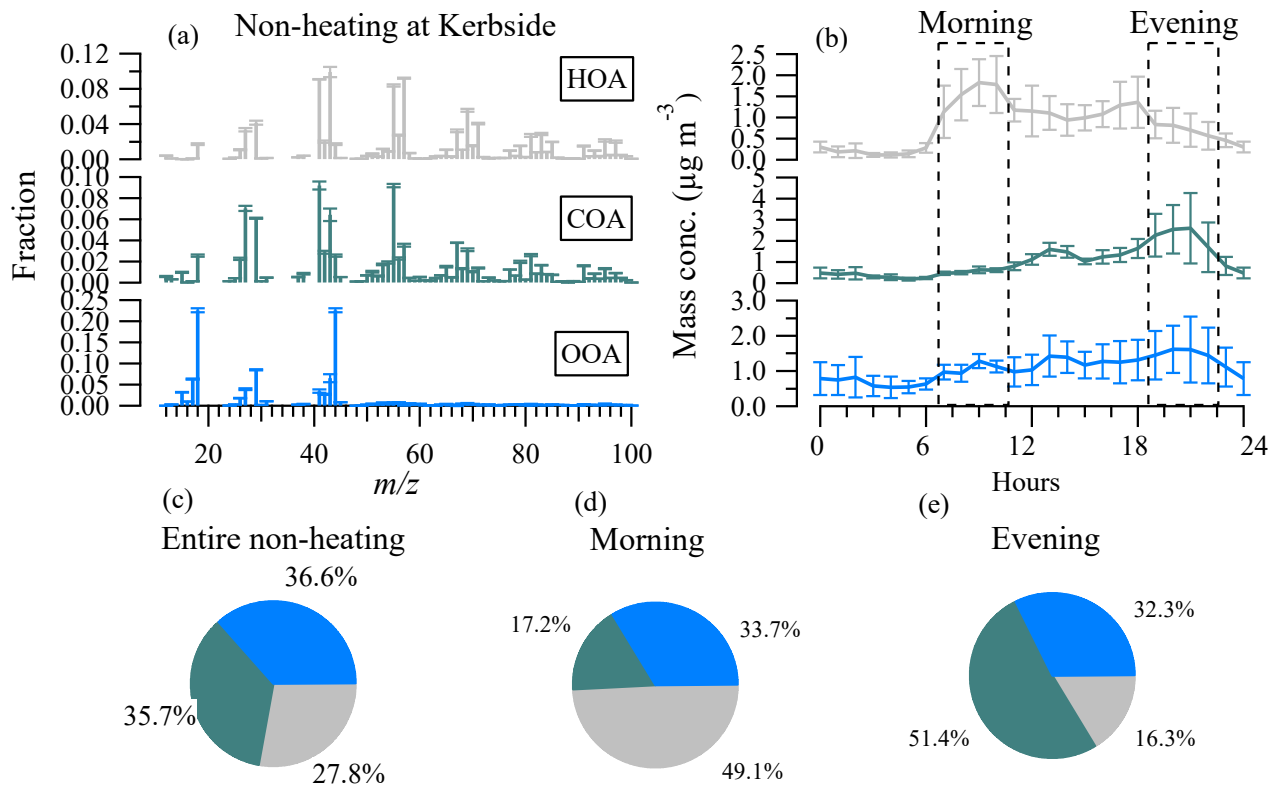 (a) Non-heating at Kerbside
Fraction
0.12
0.08
0.04
0.00
HOA
0.10
0.08
0.06
0.04
0.02
0.00
COA
0.25
0.20
0.15
0.10
0.05
0.00
OOA
20 40 60 80 100
m/z
(b) Morning Evening
Mass conc. (µg m-3)
2.5
2.0
1.5
1.0
0.5
0.0
5
4
3
2
1
0
3.0
2.0
1.0
0.0
0 6 12 18 24
Hours
(c)
Entire non-heating
36.6%
35.7%
27.8%
(d)
Morning
17.2%
33.7%
49.1%
(e)
Evening
32.3%
51.4%
16.3%